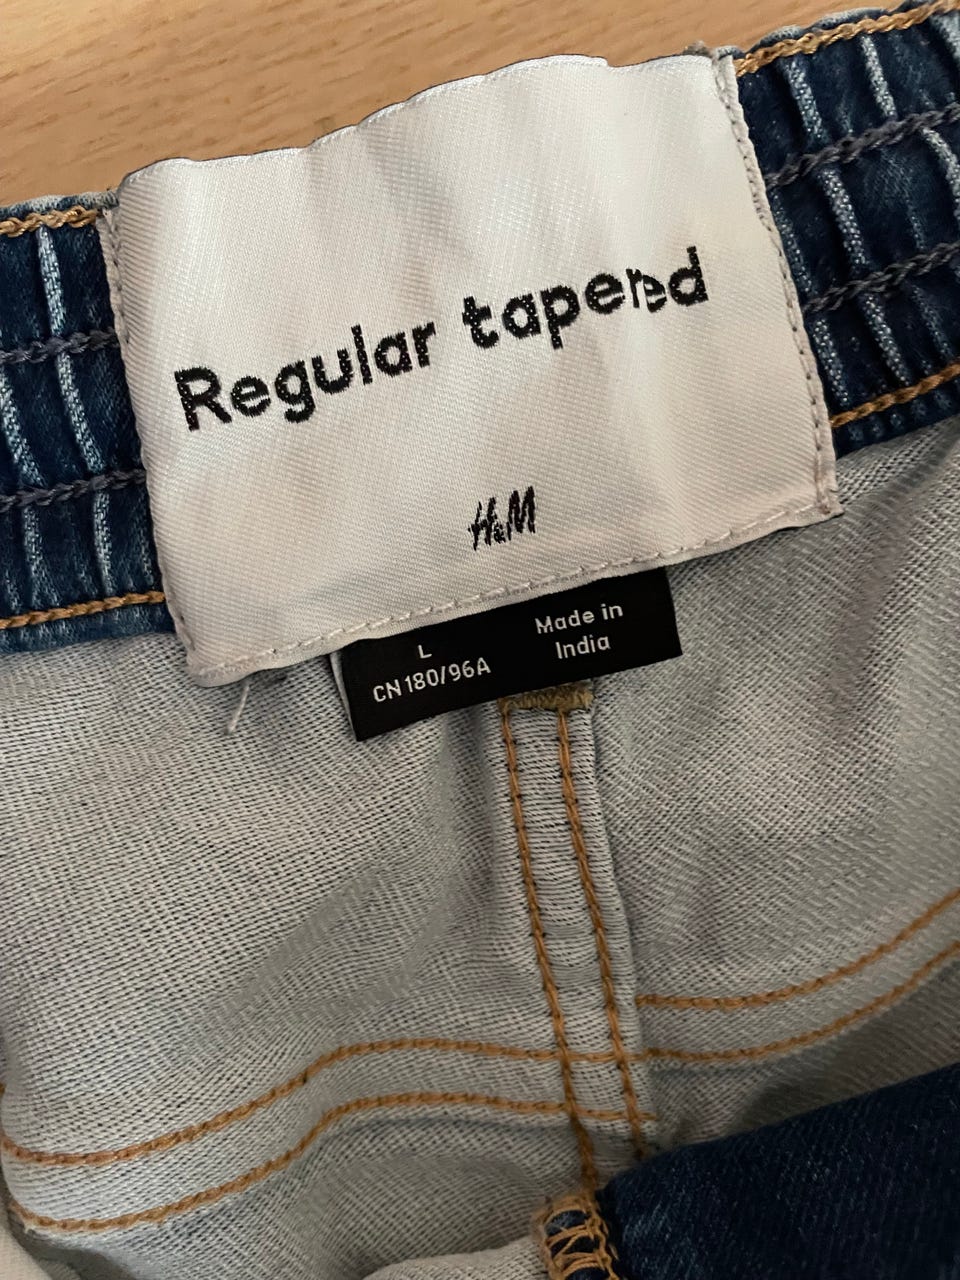 Regular tapered
H&M
L
CN 180/96A
Made in
India